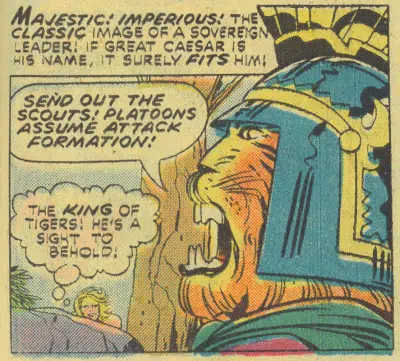 MAJESTIC! IMPERIOUS! THE
CLASSIC IMAGE OF A SOVEREIGN
LEADER! IF GREAT CAESAR IS
HIS NAME, IT SURELY FITS HIM!
SEND OUT THE
SCOUTS! PLATOONS
ASSUME ATTACK
FORMATION!
THE KING OF
TIGERS! HE'S A
SIGHT TO
BEHOLD!